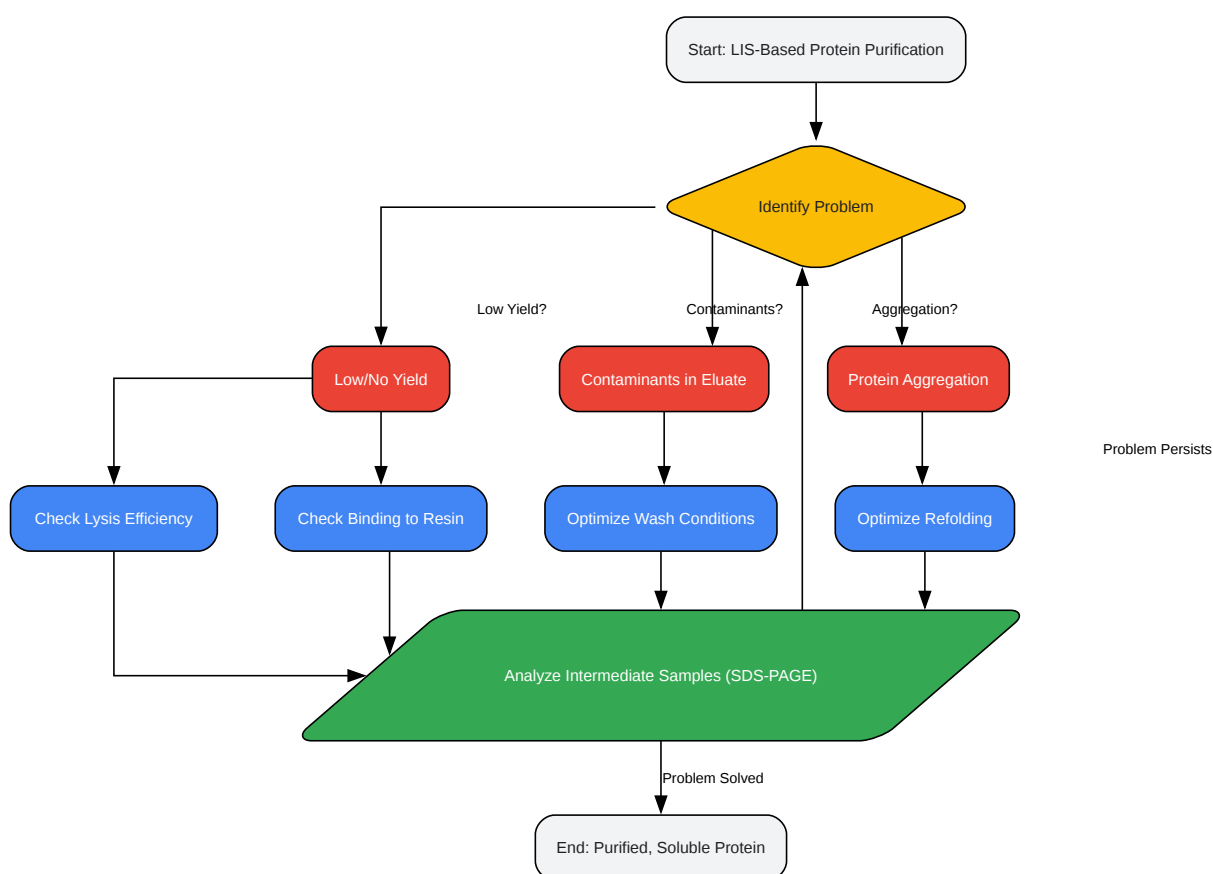 Start: LIS-Based Protein Purification
Identify Problem
Low Yield?
Contaminants?
Aggregation?
Low/No Yield
Contaminants in Eluate
Protein Aggregation
Problem Persists
Check Lysis Efficiency
Check Binding to Resin
Optimize Wash Conditions
Optimize Refolding
Analyze Intermediate Samples (SDS-PAGE)
Problem Solved
End: Purified, Soluble Protein